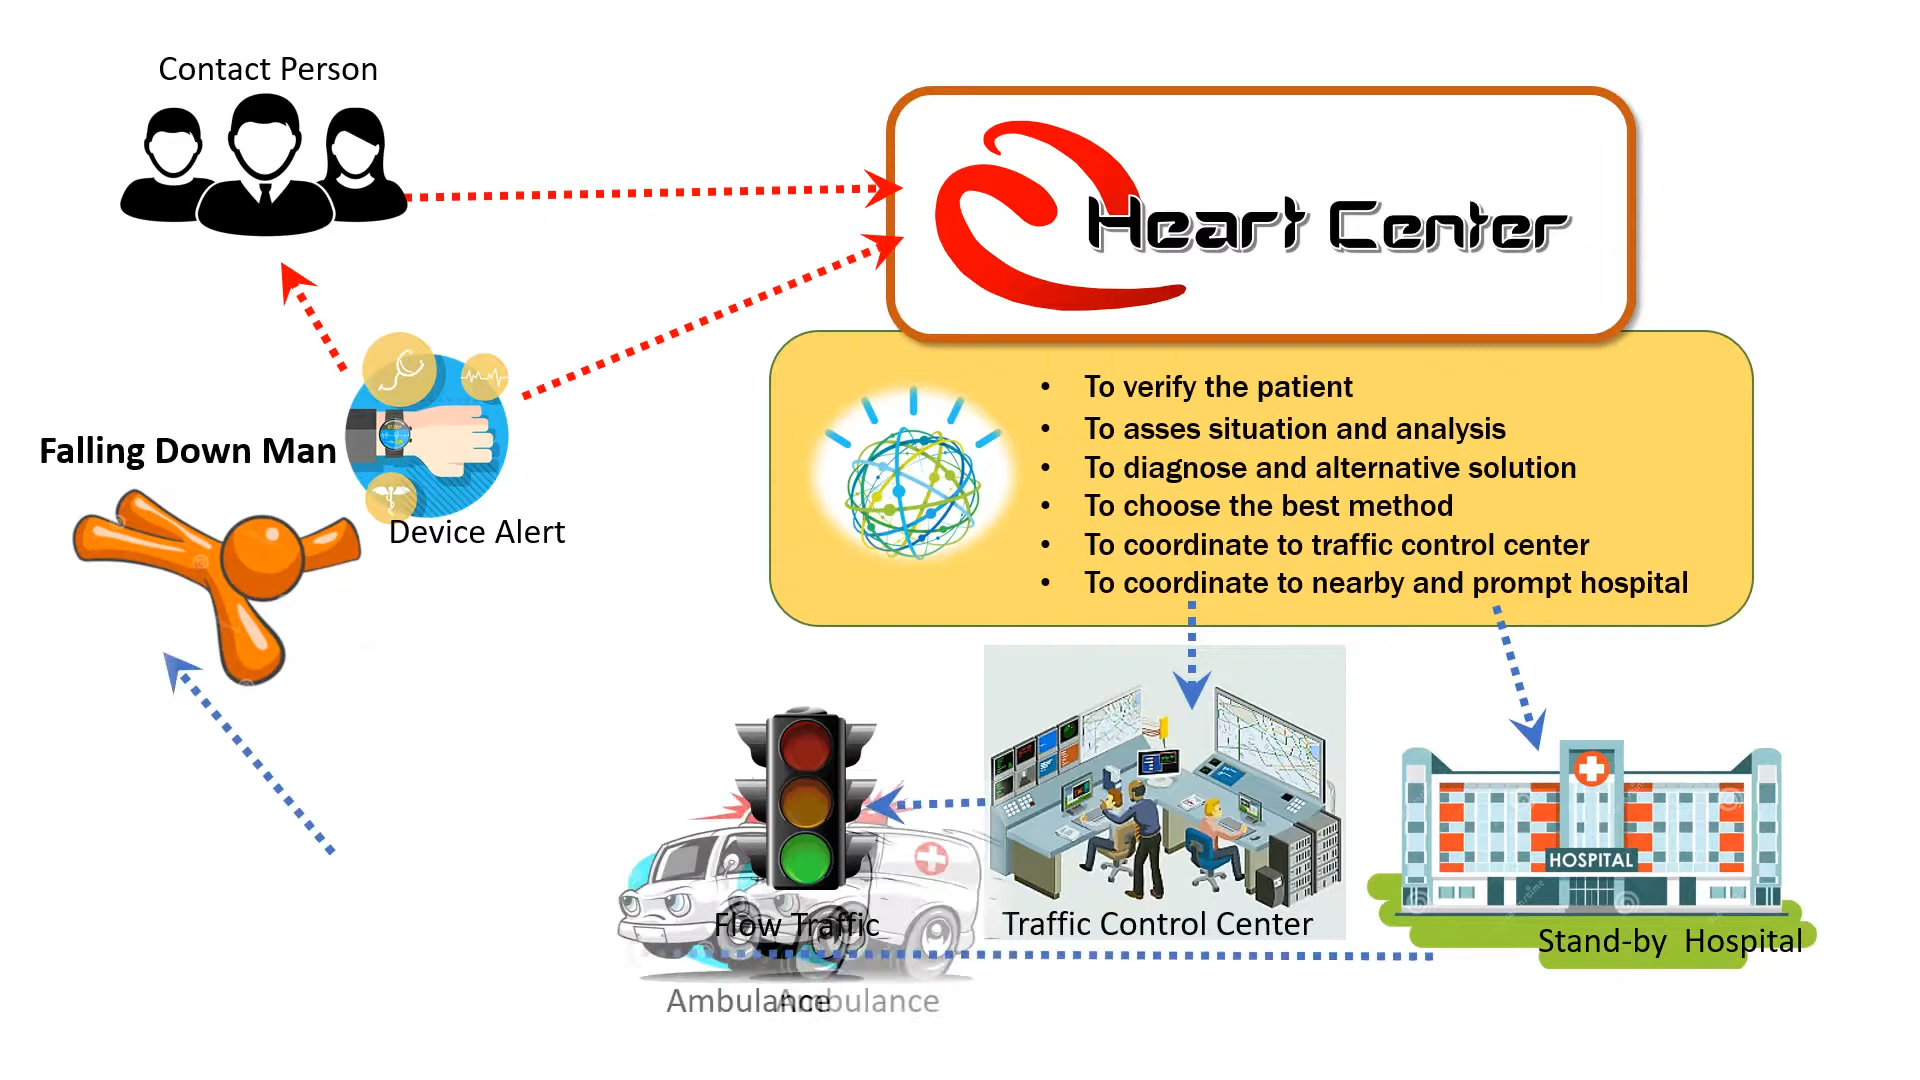 Contact Person
Heart Center
• To verify the patient
• To asses situation and analysis
• To diagnose and alternative solution
• To choose the best method
• To coordinate to traffic control center
• To coordinate to nearby and prompt hospital
Falling Down Man
Device Alert
HOSPITAL
Flow Traffic
Traffic Control Center
Stand-by Hospital
Ambulance
Ambulance